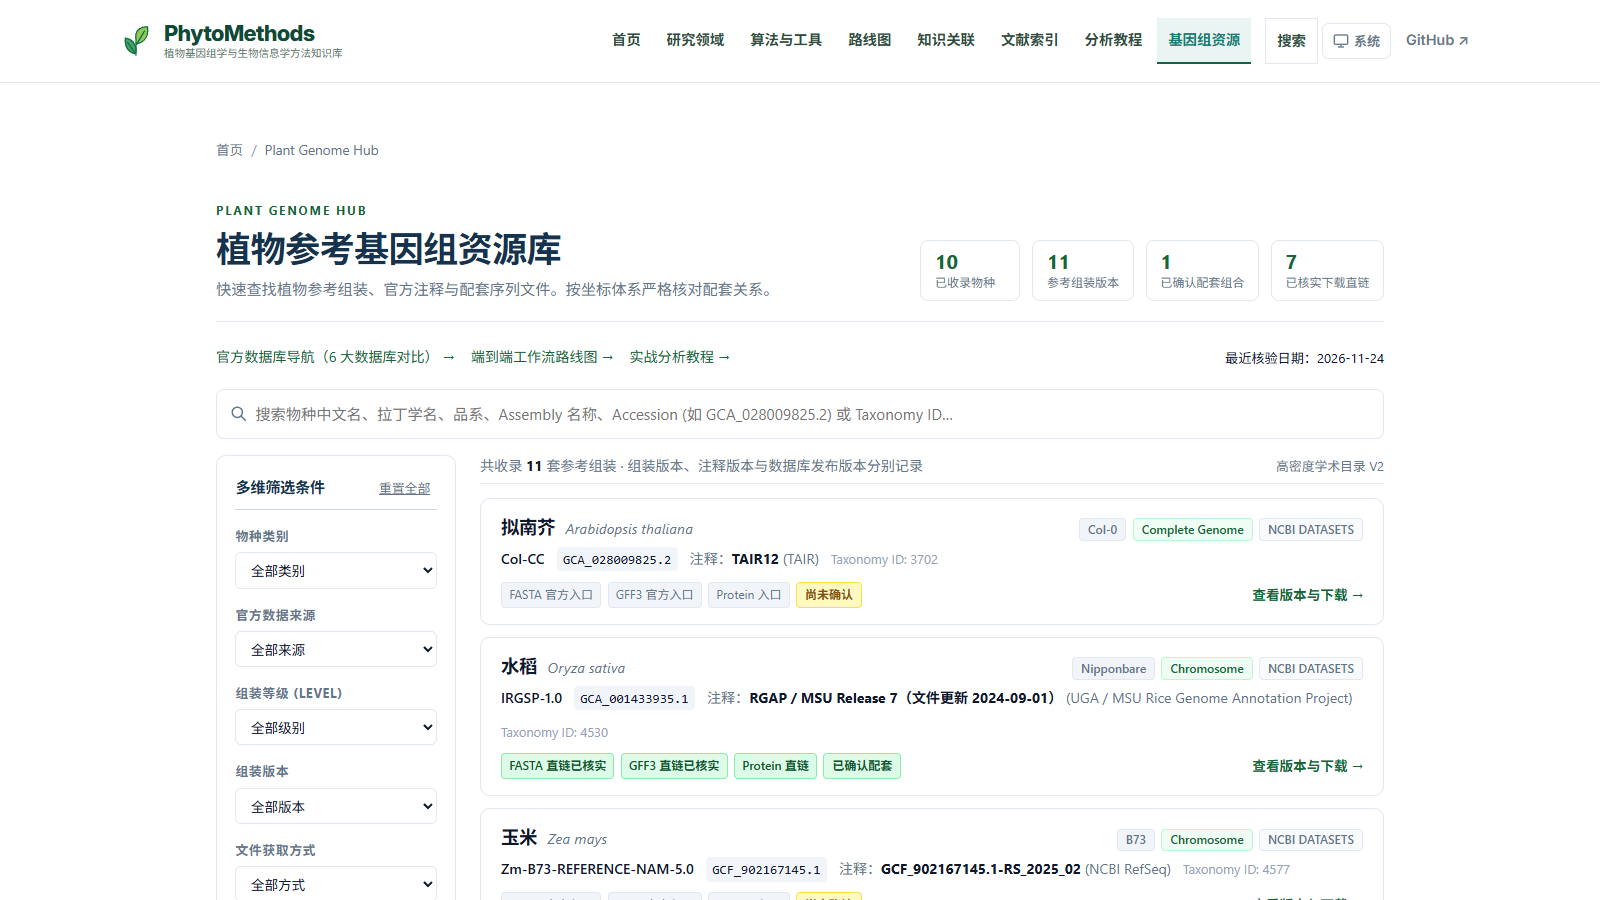 PhytoMethods
植物基因组学与生物信息学方法知识库
首页 研究领域 算法与工具 路线图 知识关联 文献索引 分析教程 基因组资源 搜索 系统 GitHub ↗
首页 / Plant Genome Hub
PLANT GENOME HUB
植物参考基因组资源库
快速查找植物参考组装、官方注释与配套序列文件。按坐标体系严格核对配套关系。
10 已收录物种
11 参考组装版本
1 已确认配套组合
7 已核实下载直链
官方数据库导航（6 大数据库对比） → 端到端工作流路线图 → 实战分析教程 →
最近核验日期：2026-11-24
搜索物种中文名、拉丁学名、品系、Assembly 名称、Accession (如 GCA_028009825.2) 或 Taxonomy ID...
多维筛选条件 重置全部
物种类别
全部类别
官方数据来源
全部来源
组装等级 (LEVEL)
全部级别
组装版本
全部版本
文件获取方式
全部方式
共收录 11 套参考组装 · 组装版本、注释版本与数据库发布版本分别记录
高密度学术目录 V2
拟南芥 Arabidopsis thaliana
Col-0 Complete Genome NCBI DATASETS
Col-CC GCA_028009825.2 注释：TAIR12 (TAIR) Taxonomy ID: 3702
FASTA 官方入口 GFF3 官方入口 Protein 入口 尚未确认
查看版本与下载 →
水稻 Oryza sativa
Nipponbare Chromosome NCBI DATASETS
IRGSP-1.0 GCA_001433935.1 注释：RGAP / MSU Release 7（文件更新 2024-09-01） (UGA / MSU Rice Genome Annotation Project)
Taxonomy ID: 4530
FASTA 直链已核实 GFF3 直链已核实 Protein 直链 已确认配套
查看版本与下载 →
玉米 Zea mays
B73 Chromosome NCBI DATASETS
Zm-B73-REFERENCE-NAM-5.0 GCF_902167145.1 注释：GCF_902167145.1-RS_2025_02 (NCBI RefSeq) Taxonomy ID: 4577